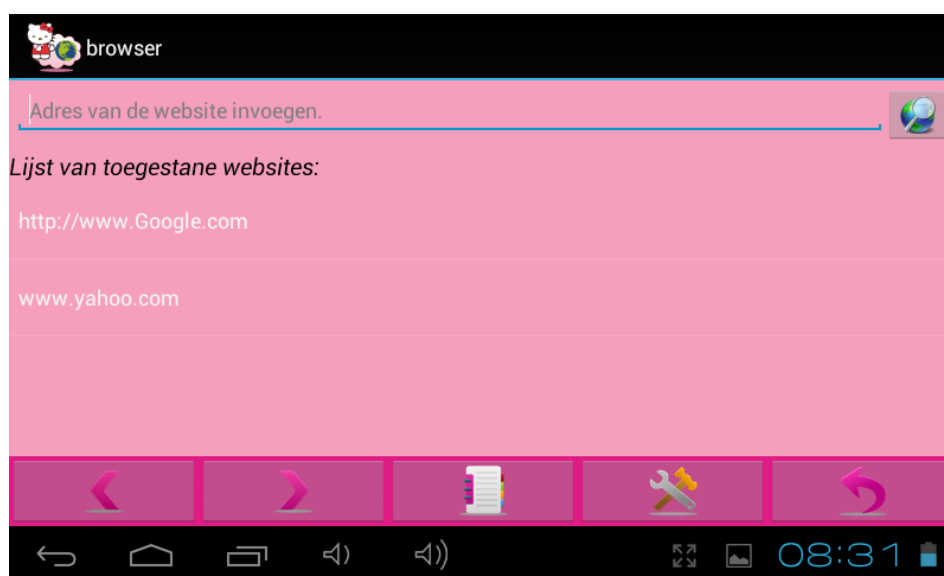 browser
Adres van de website invoegen.
Lijst van toegestane websites:
http://www.Google.com
www.yahoo.com
08:31